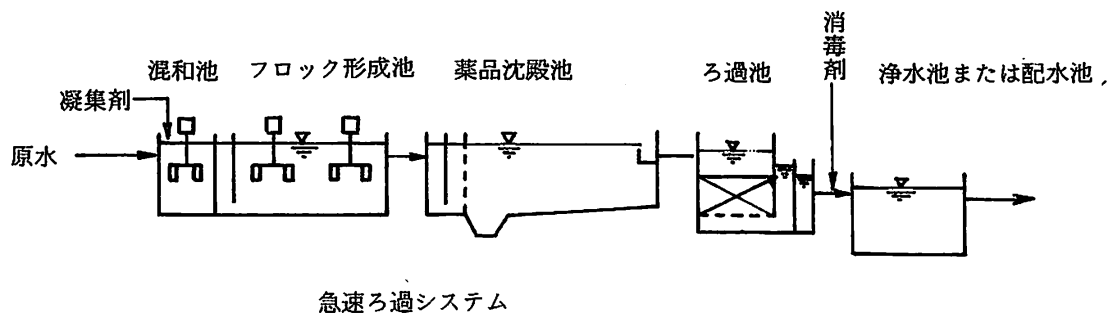 消毒剤
混和池 フロック形成池 薬品沈殿池 ろ過池 浄水池または配水池
凝集剤
原水
急速ろ過システム